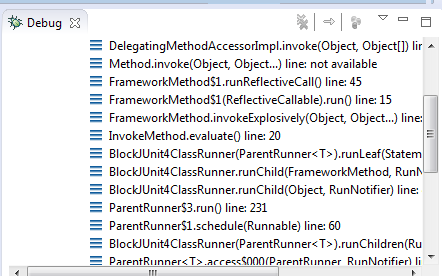 Debug
DelegatingMethodAccessorImpl.invoke(Object, Object[]) li
Method.invoke(Object, Object...) line: not available
FrameworkMethod$1.runReflectiveCall() line: 45
FrameworkMethod$1(ReflectiveCallable).run() line: 15
FrameworkMethod.invokeExplosively(Object, Object...) line:
InvokeMethod.evaluate() line: 20
BlockJUnit4ClassRunner(ParentRunner<T>).runLeaf(Statem
BlockJUnit4ClassRunner.runChild(FrameworkMethod, RunN
BlockJUnit4ClassRunner.runChild(Object, RunNotifier) line:
ParentRunner$3.run() line: 231
ParentRunner$1.schedule(Runnable) line: 60
BlockJUnit4ClassRunner(ParentRunner<T>).runChildren(Ru
ParentRunner<T>.access$000(ParentRunner, RunNotifier) li